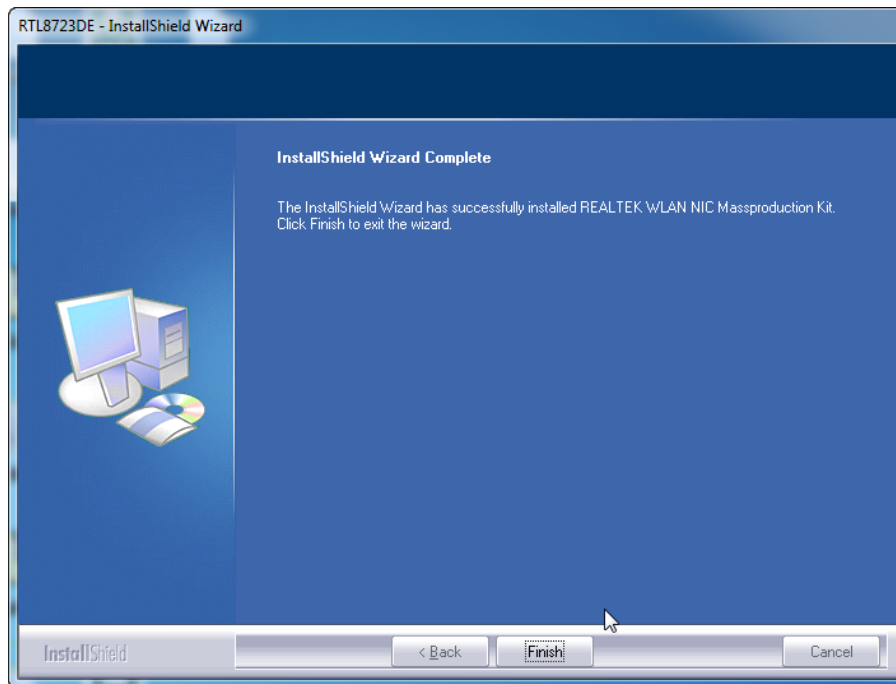 RTL8723DE - InstallShield Wizard
InstallShield Wizard Complete
The InstallShield Wizard has successfully installed REALTEK WLAN NIC Massproduction Kit.
Click Finish to exit the wizard.
InstallShield
< Back
Finish
Cancel